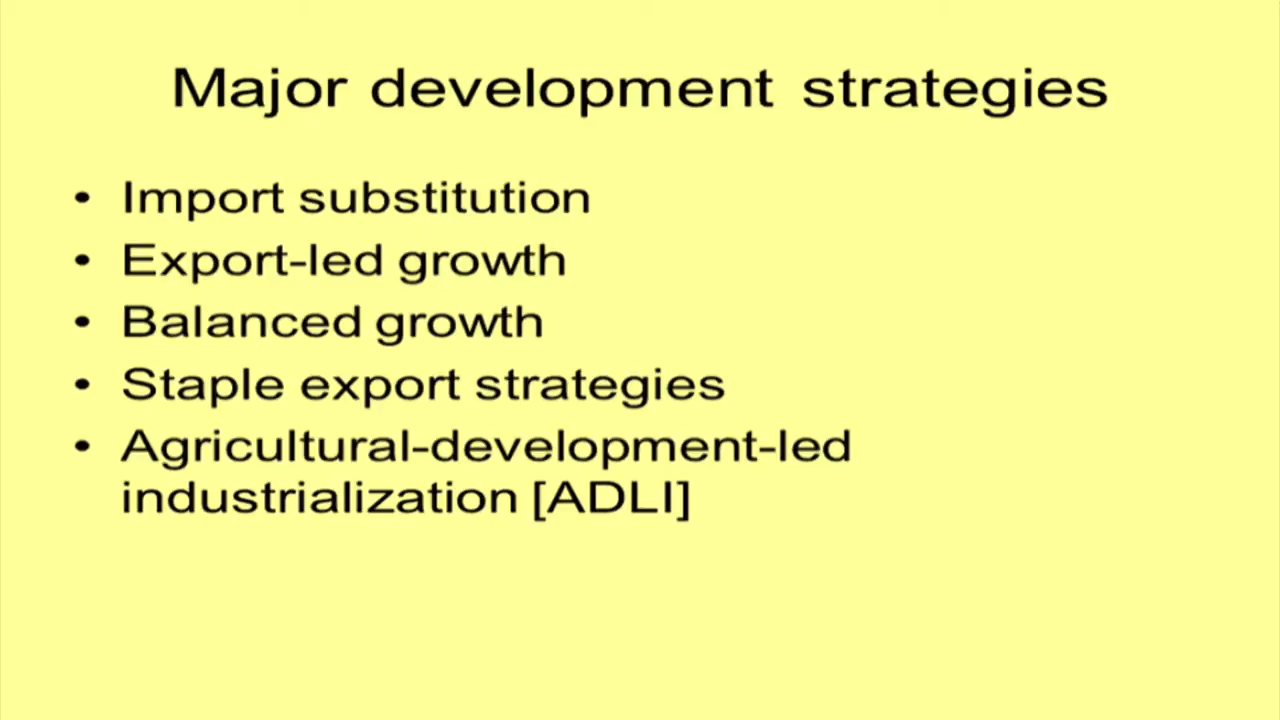 Major development strategies
• Import substitution
• Export-led growth
• Balanced growth
• Staple export strategies
• Agricultural-development-led
industrialization [ADLI]